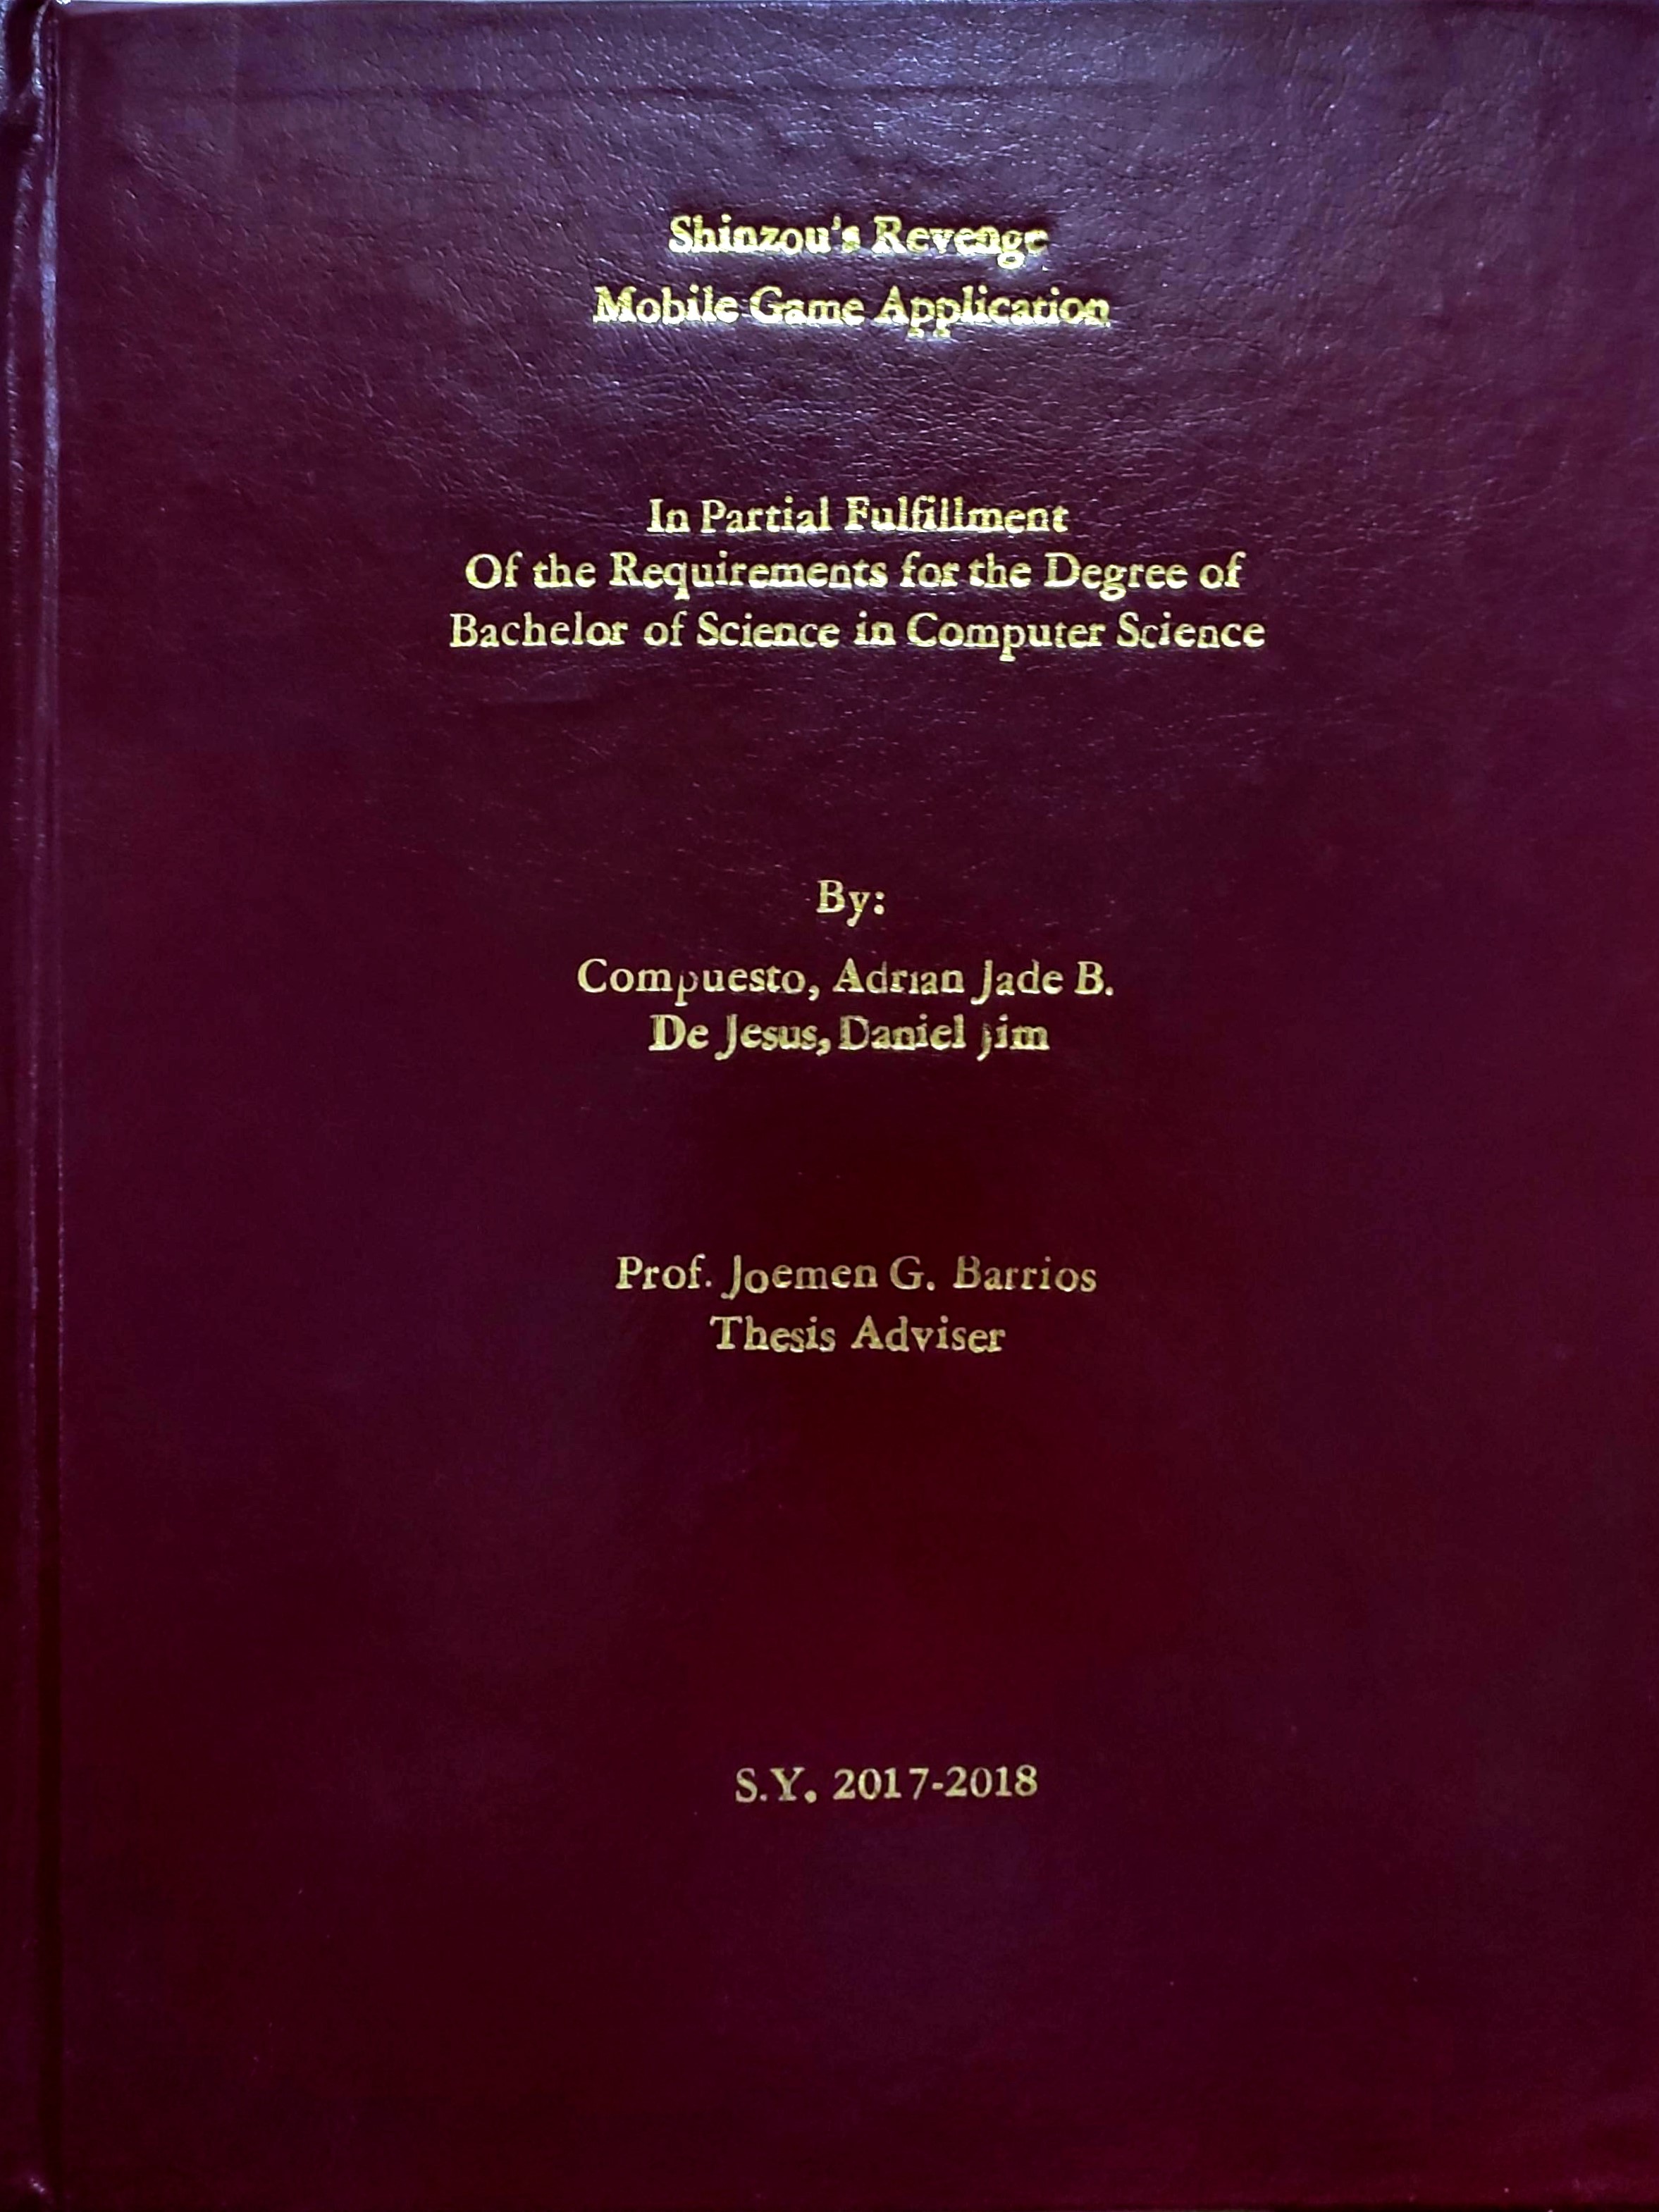 Shinzou's Revenge
Mobile Game Application
In Partial Fulfillment
Of the Requirements for the Degree of
Bachelor of Science in Computer Science
By:
Compuesto, Adrian Jade B.
De Jesus, Daniel Jim
Prof. Joemen G. Barrios
Thesis Adviser
S.Y. 2017-2018